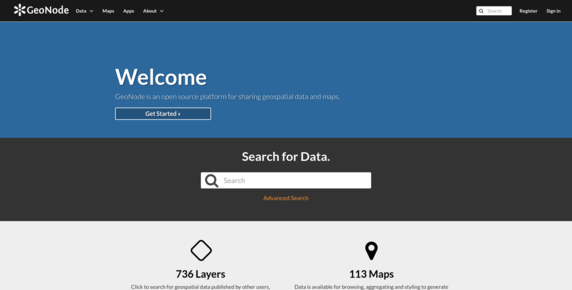 GeoNode Data Maps Apps About Search Register Sign in
Welcome
GeoNode is an open source platform for sharing geospatial data and maps.
Get Started »
Search for Data.
Search
Advanced Search
736 Layers 113 Maps
Click to search for geospatial data published by other users, Data is available for browsing, aggregating and styling to generate